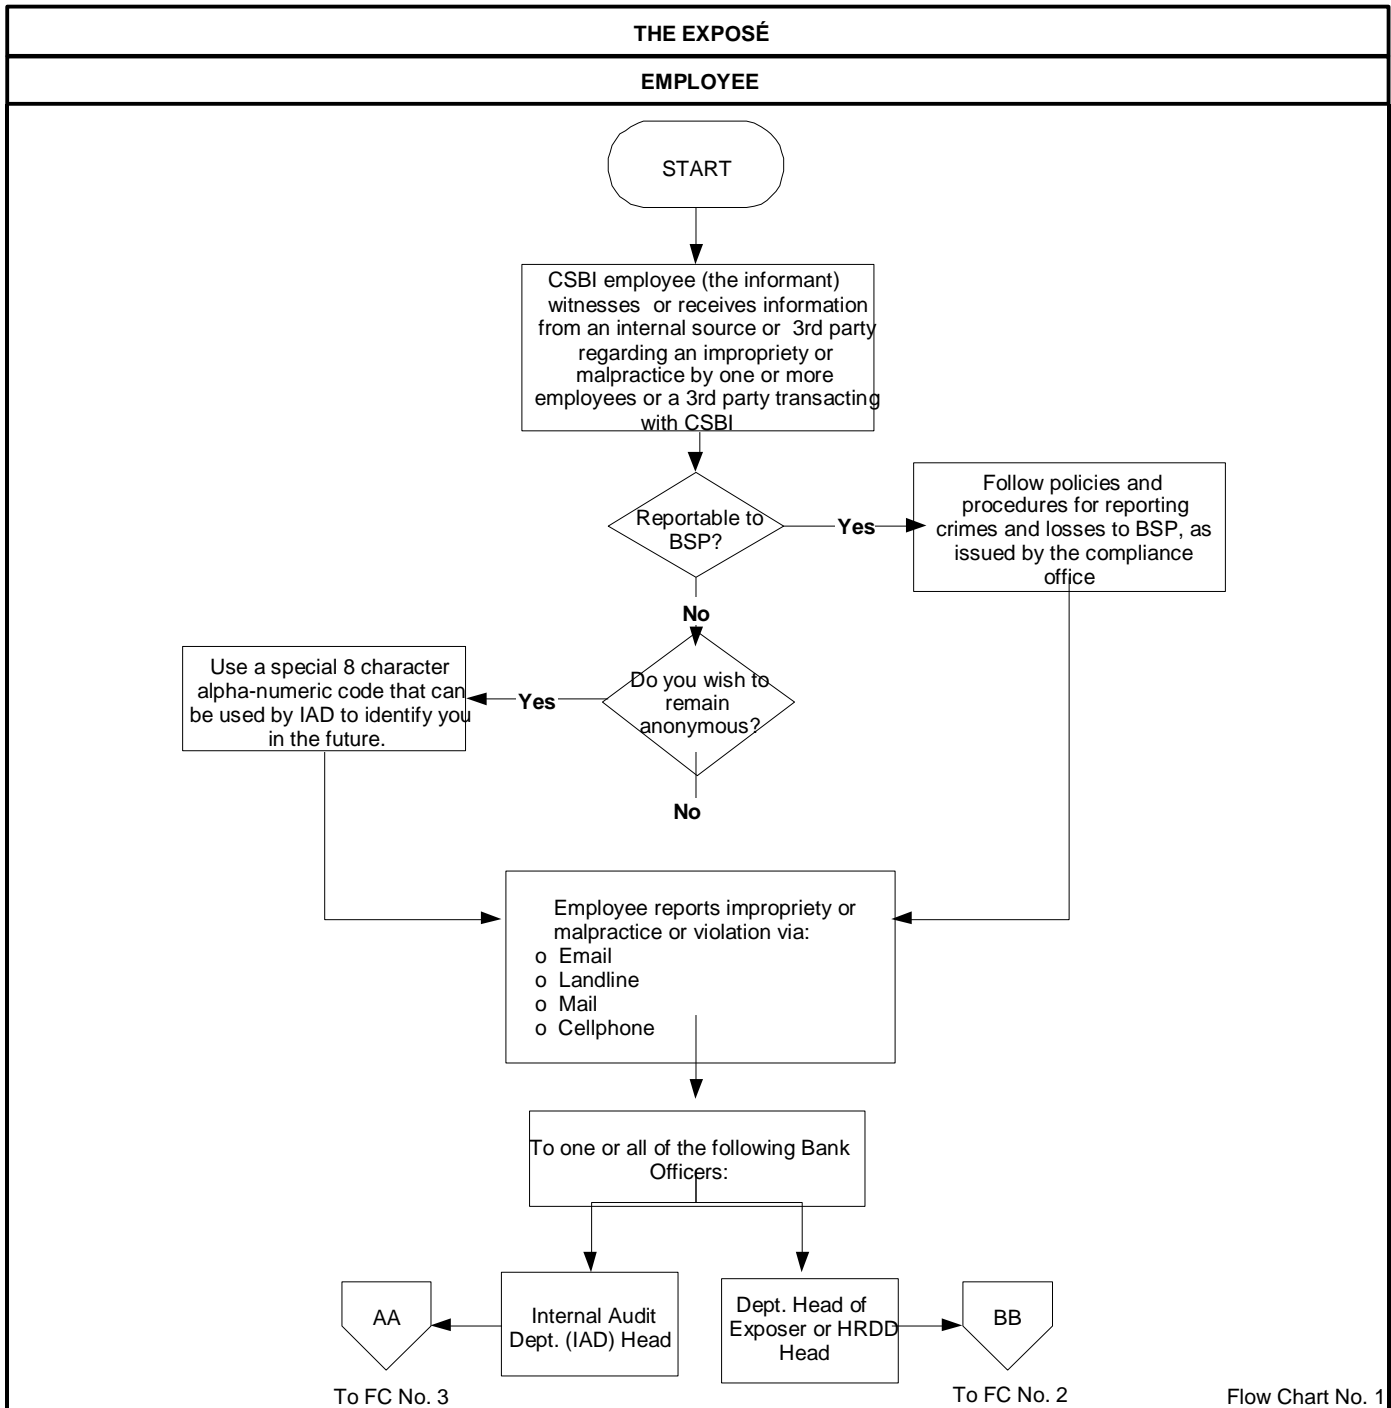 THE EXPOSÉ
EMPLOYEE
START
CSBI employee (the informant)
witnesses or receives information
from an internal source or 3rd party
regarding an impropriety or
malpractice by one or more
employees or a 3rd party transacting
with CSBI
Reportable to
BSP?
Yes
Follow policies and
procedures for reporting
crimes and losses to BSP, as
issued by the compliance
office
No
Do you wish to
remain
anonymous?
Yes
Use a special 8 character
alpha-numeric code that can
be used by IAD to identify you
in the future.
No
Employee reports impropriety or
malpractice or violation via:
o Email
o Landline
o Mail
o Cellphone
To one or all of the following Bank
Officers:
AA
Internal Audit
Dept. (IAD) Head
Dept. Head of
Exposer or HRDD
Head
BB
To FC No. 3
To FC No. 2
Flow Chart No. 1